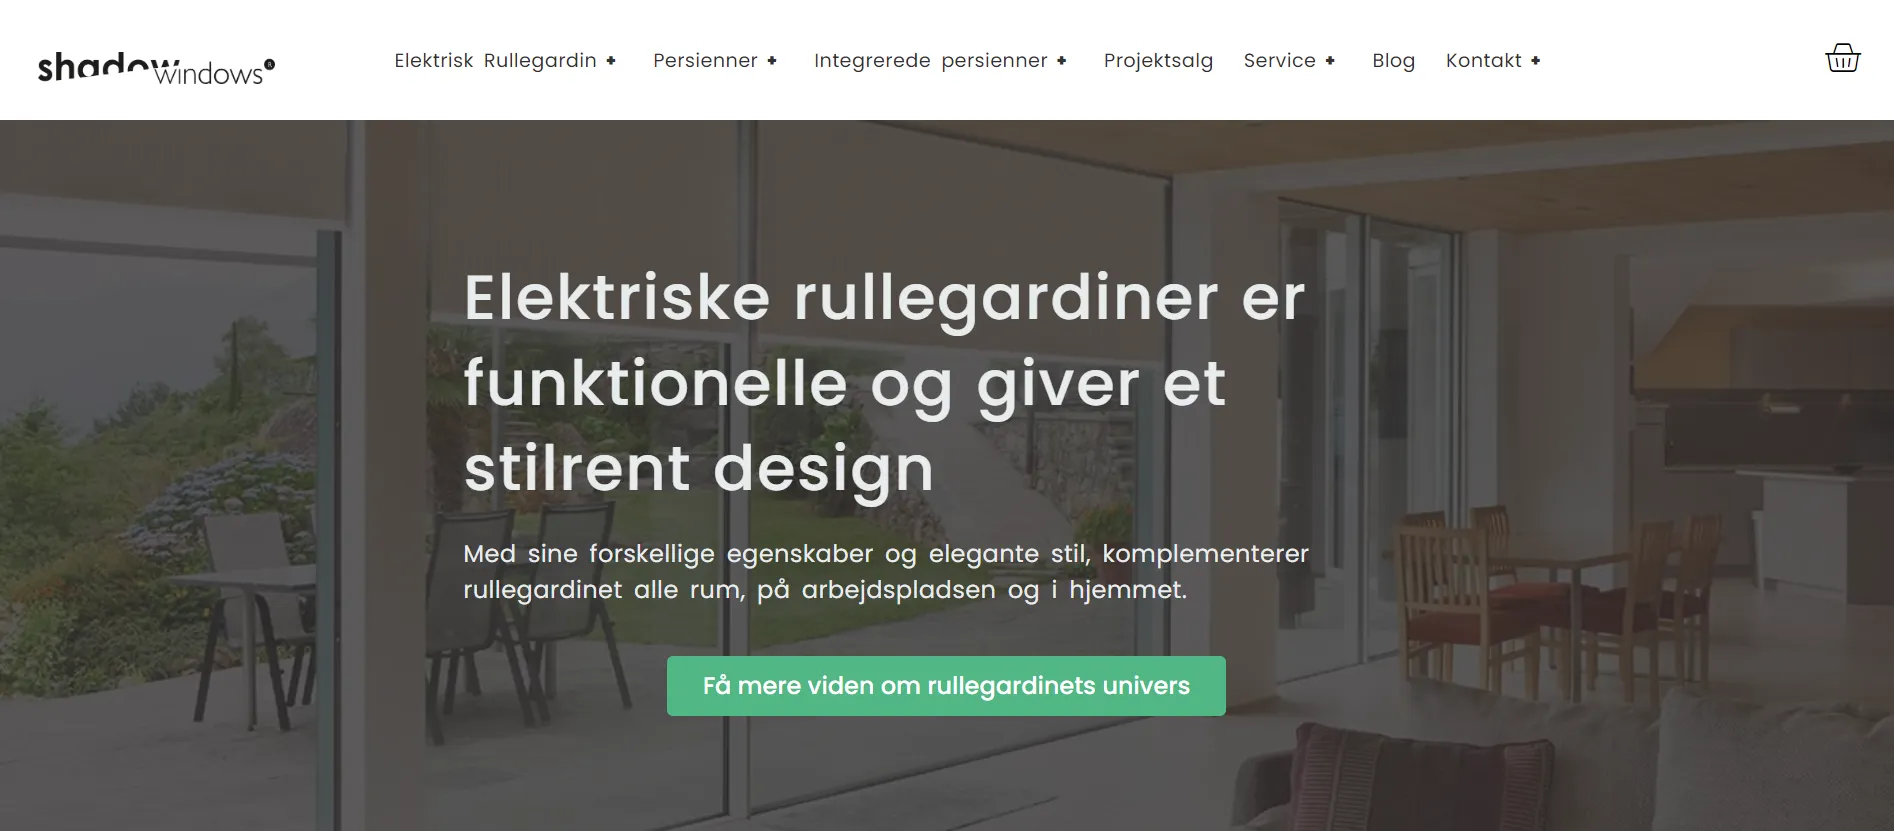 shadowwindows®
Elektrisk Rullegardin + Persienner + Integrerede persienner + Projektsalg Service + Blog Kontakt +
Elektriske rullegardiner er
funktionelle og giver et
stilrent design
Med sine forskellige egenskaber og elegante stil, komplementerer
rullegardinet alle rum, på arbejdspladsen og i hjemmet.
Få mere viden om rullegardinets univers